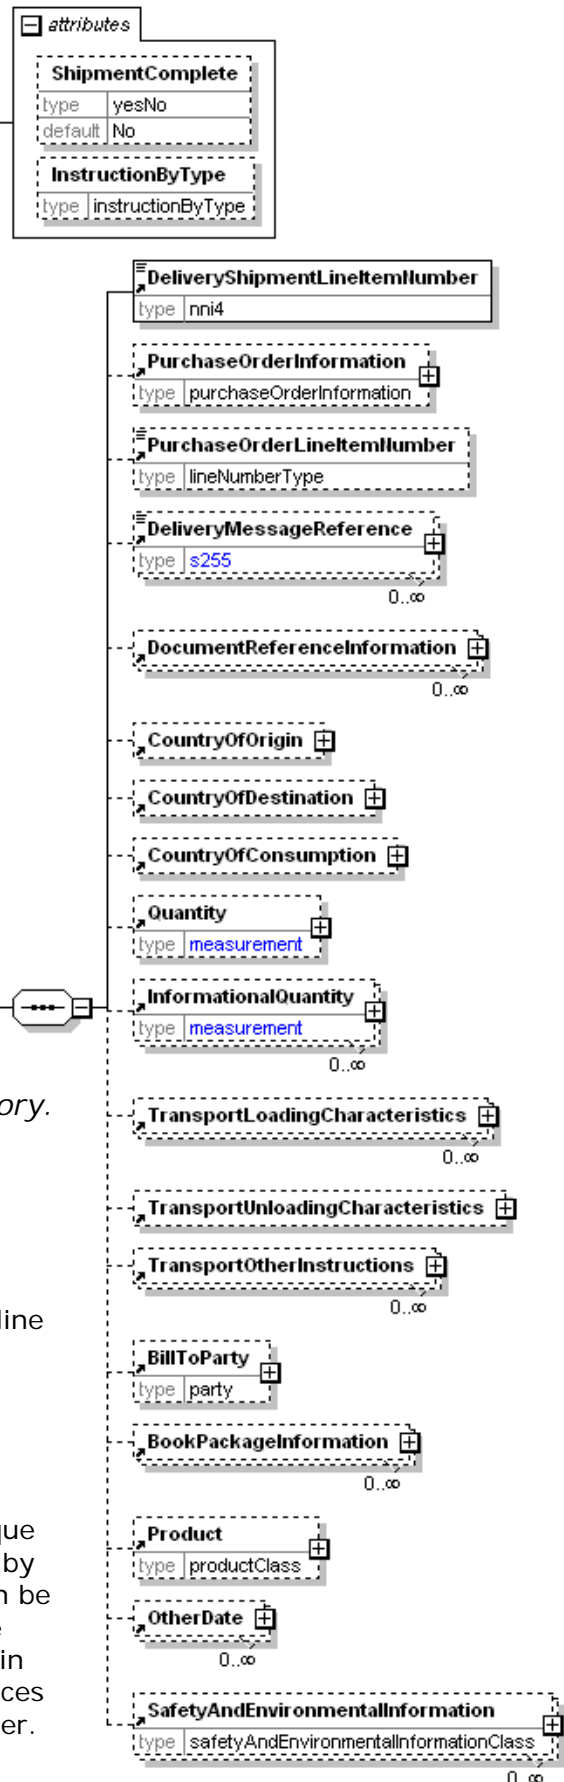 attributes
ShipmentComplete
type yesNo
default No
InstructionByType
type instructionByType
DeliveryShipmentLineItemNumber
type nni4
PurchaseOrderInformation
type purchaseOrderInformation
PurchaseOrderLineItemNumber
type lineNumberType
DeliveryMessageReference
type s255
0..∞
DocumentReferenceInformation
0..∞
CountryOfOrigin
CountryOfDestination
CountryOfConsumption
Quantity
type measurement
InformationalQuantity
type measurement
0..∞
ory.
TransportLoadingCharacteristics
0..∞
TransportUnloadingCharacteristics
TransportOtherInstructions
0..∞
line
BillToParty
type party
BookPackageInformation
0..∞
que
by
n be
e
in
ces
er.
Product
type productClass
OtherDate
0..∞
SafetyAndEnvironmentalInformation
type safetyAndEnvironmentalInformationClass
0..∞